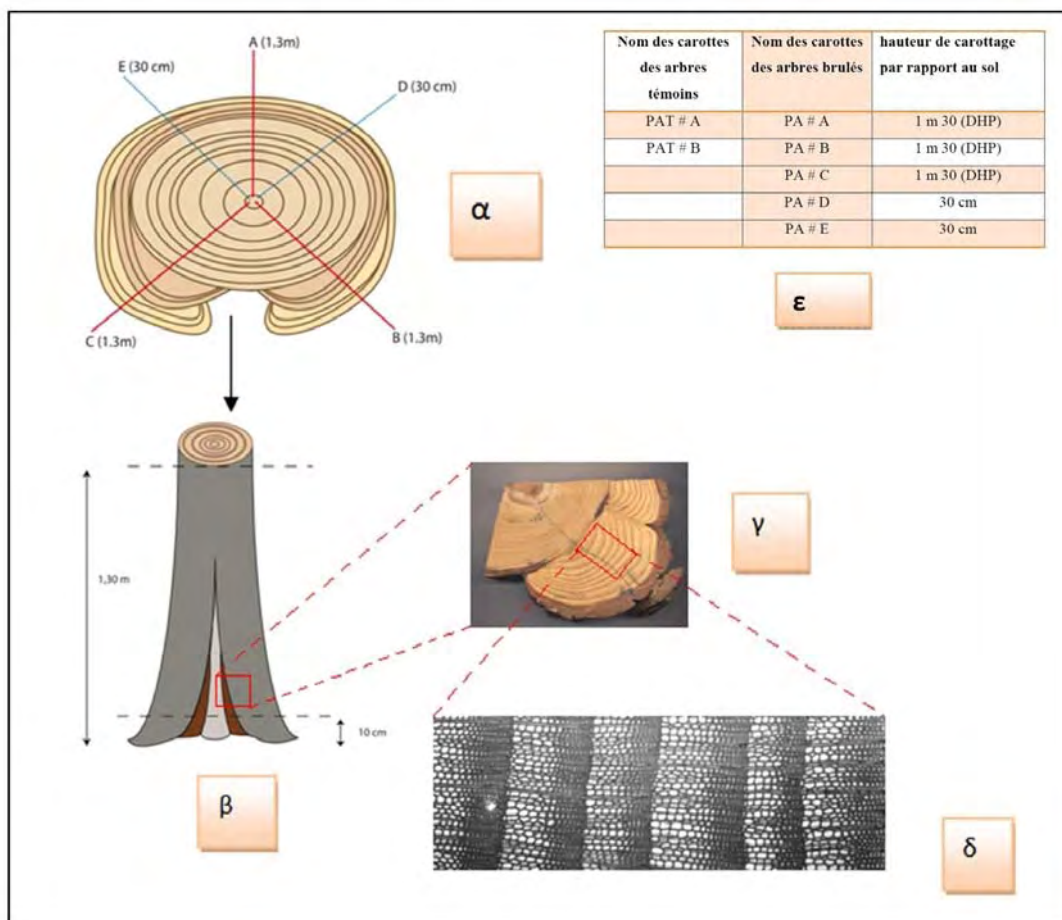 A (1.3m)
E (30 cm)
D (30 cm)
C (1.3m)
B (1.3m)
α
Nom des carottes des arbres témoins | Nom des carottes des arbres brulés | hauteur de carottage par rapport au sol
PAT # A | PA # A | 1 m 30 (DHP)
PAT # B | PA # B | 1 m 30 (DHP)
PA # C | 1 m 30 (DHP)
PA # D | 30 cm
PA # E | 30 cm
ε
1,30 m
10 cm
β
γ
δ